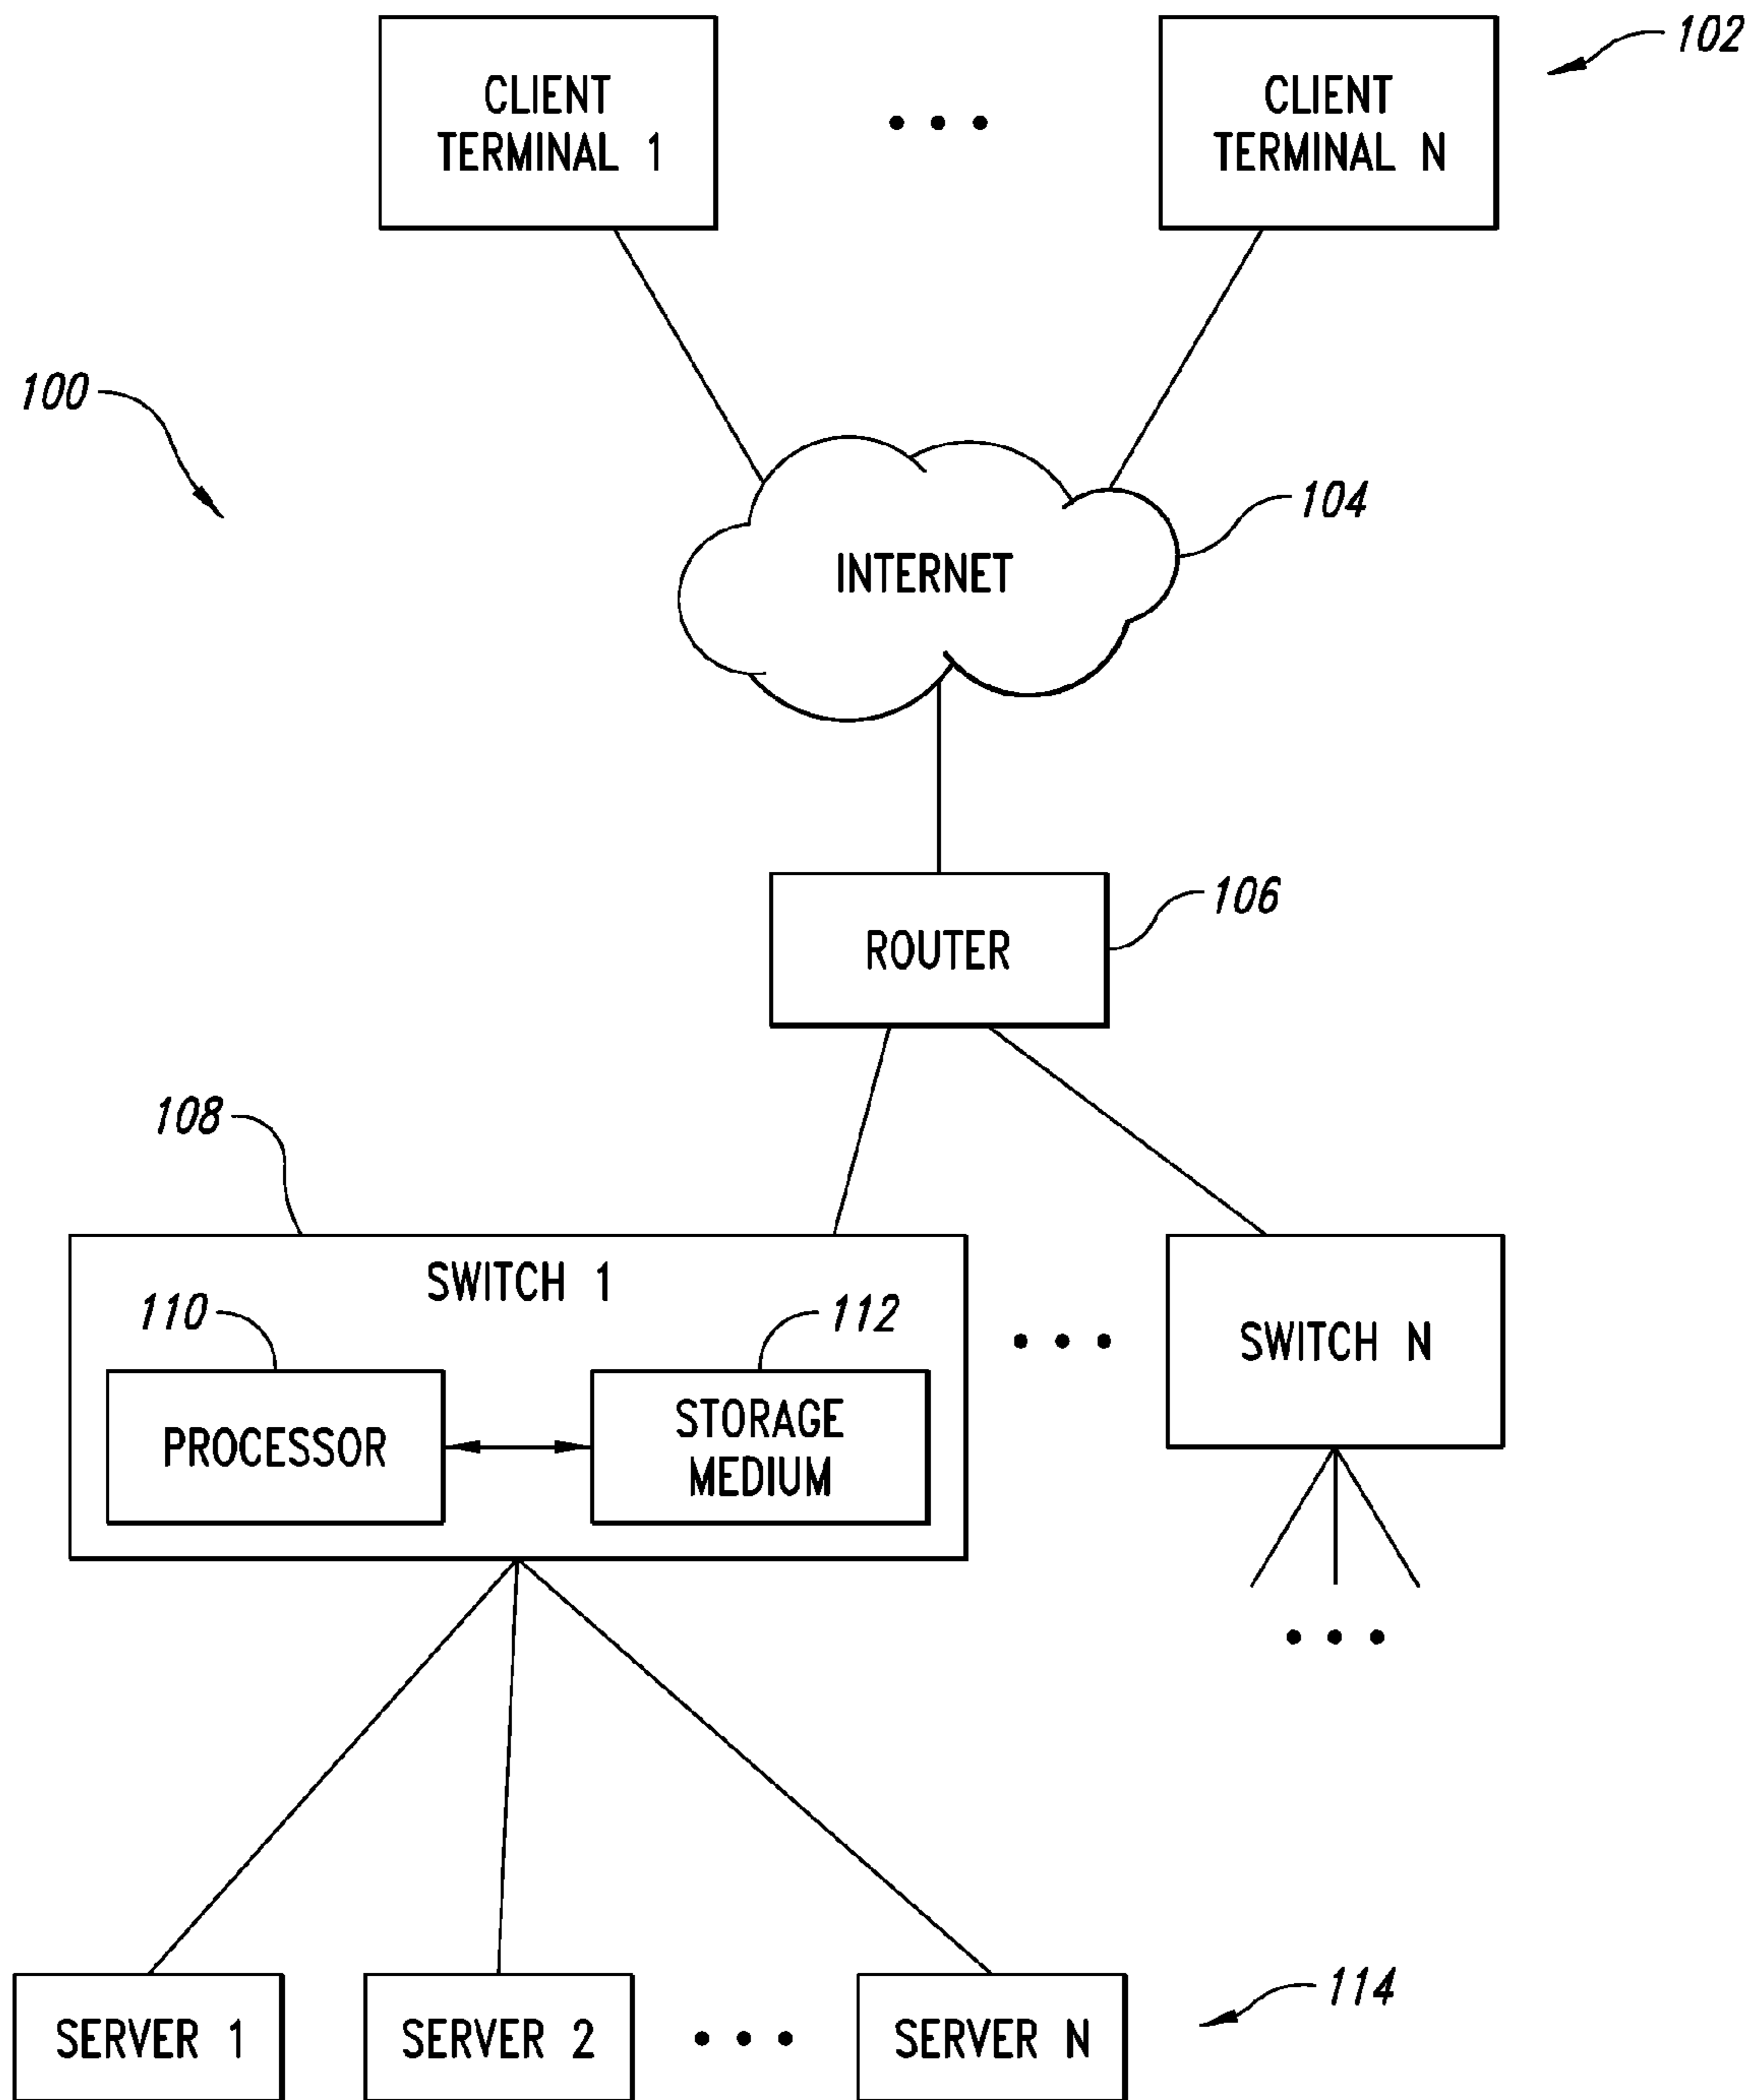 102
CLIENT
TERMINAL 1
CLIENT
TERMINAL N
100
104
INTERNET
106
ROUTER
108
SWITCH 1
110
112
PROCESSOR
STORAGE
MEDIUM
SWITCH N
114
SERVER 1
SERVER 2
SERVER N